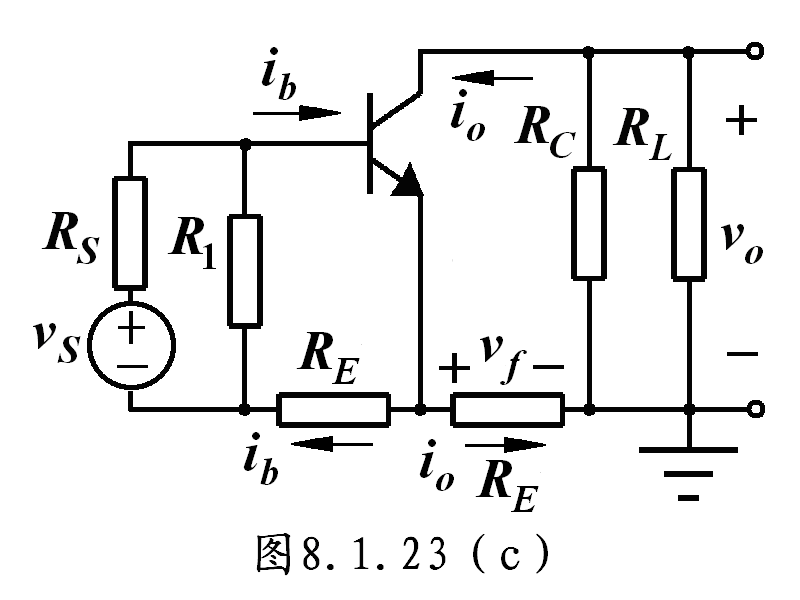 i_b
i_o
R_C
R_L
+
R_S
R_1
v_o
v_S
+
−
R_E
+ v_f −
−
i_b
i_o
R_E
图8.1.23(c)